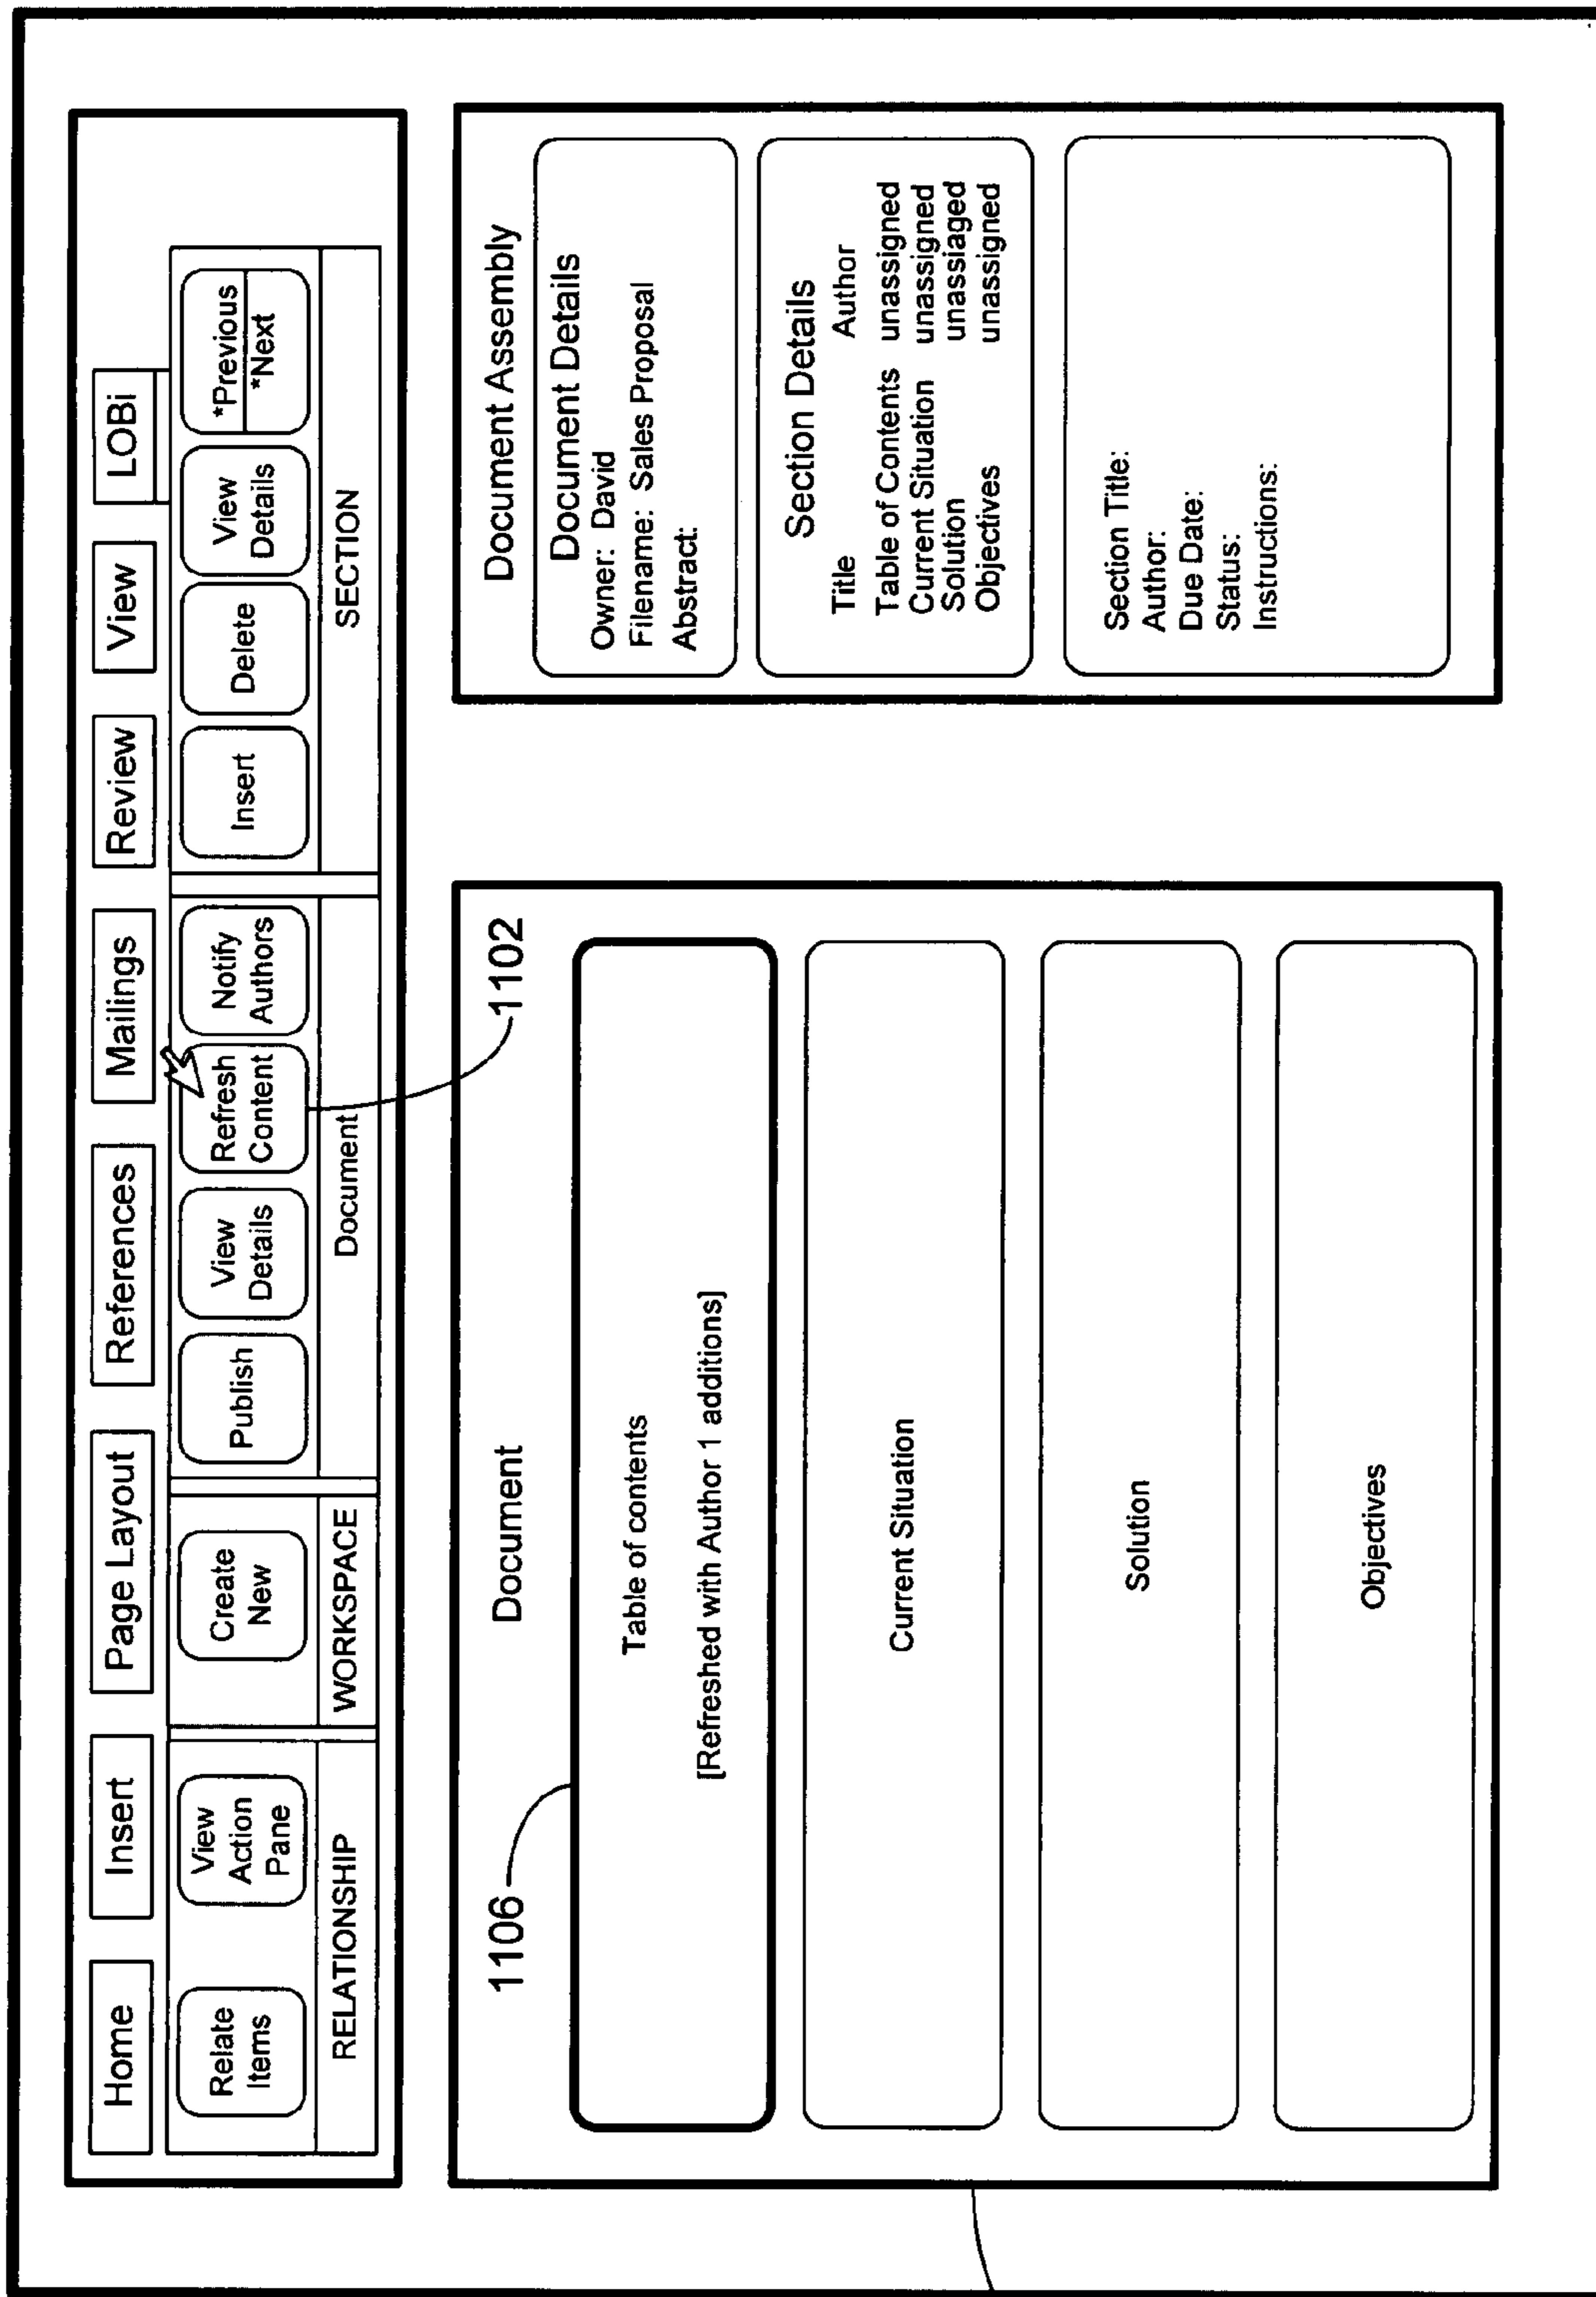 Home Insert Page Layout References Mailings Review View LOBi
Relate
Items
View
Action
Pane
RELATIONSHIP
Create
New
WORKSPACE
Publish
View
Details
Refresh
Content
Notify
Authors
Document
Insert
Delete
View
Details
*Previous
*Next
SECTION
1102
1106
Document
Table of contents
[Refreshed with Author 1 additions]
Current Situation
Solution
Objectives
Document Assembly
Document Details
Owner: David
Filename: Sales Proposal
Abstract:
Section Details
Title Author
Table of Contents unassigned
Current Situation unassigned
Solution unassiaged
Objectives unassigned
Section Title:
Author:
Due Date:
Status:
Instructions: